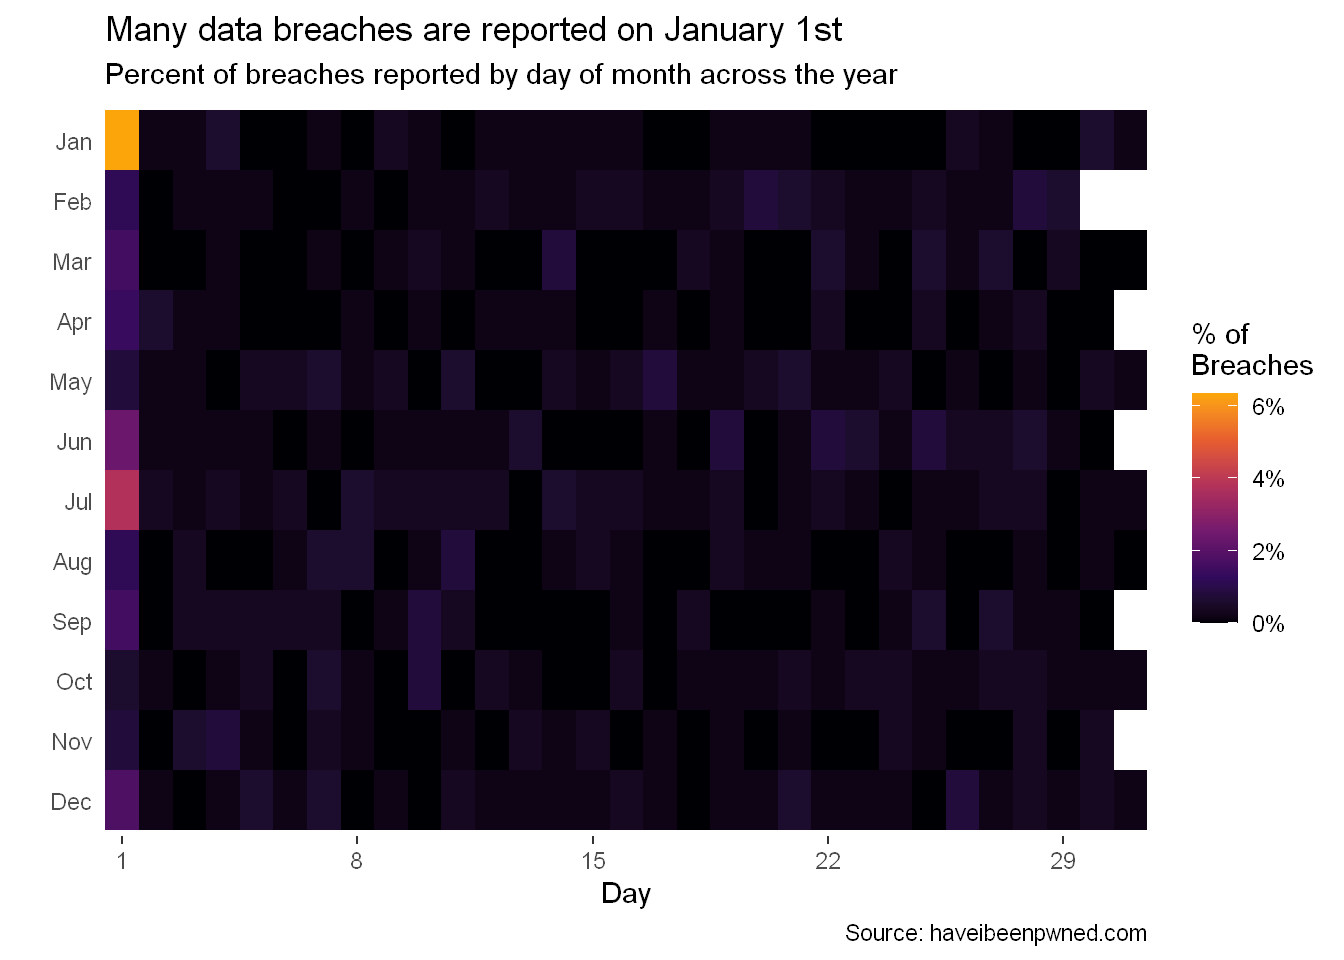 Many data breaches are reported on January 1st
Percent of breaches reported by day of month across the year
Jan
Feb
Mar
Apr
May
Jun
Jul
Aug
Sep
Oct
Nov
Dec
1 8 15 22 29
Day
% of
Breaches
6%
4%
2%
0%
Source: haveibeenpwned.com